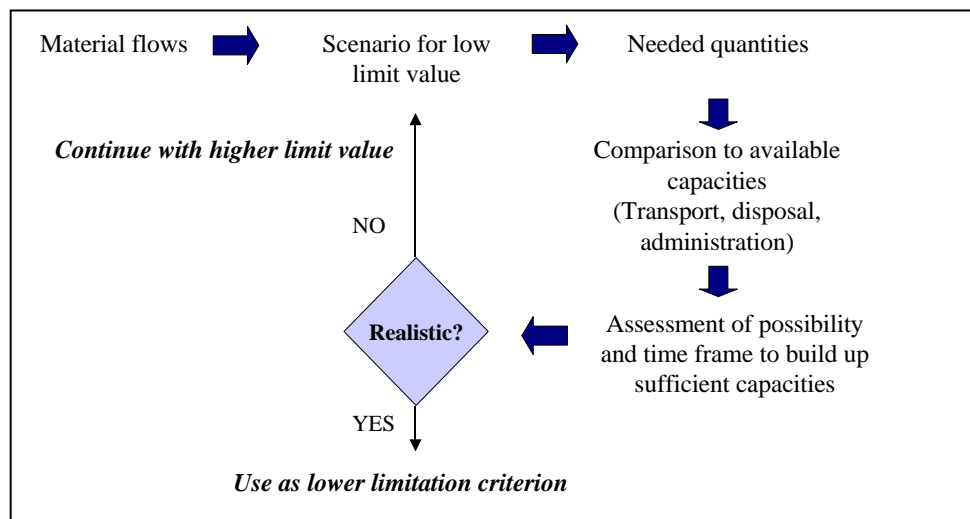 Material flows
Scenario for low
limit value
Needed quantities
Continue with higher limit value
Comparison to available
capacities
(Transport, disposal,
administration)
NO
Realistic?
Assessment of possibility
and time frame to build up
sufficient capacities
YES
Use as lower limitation criterion